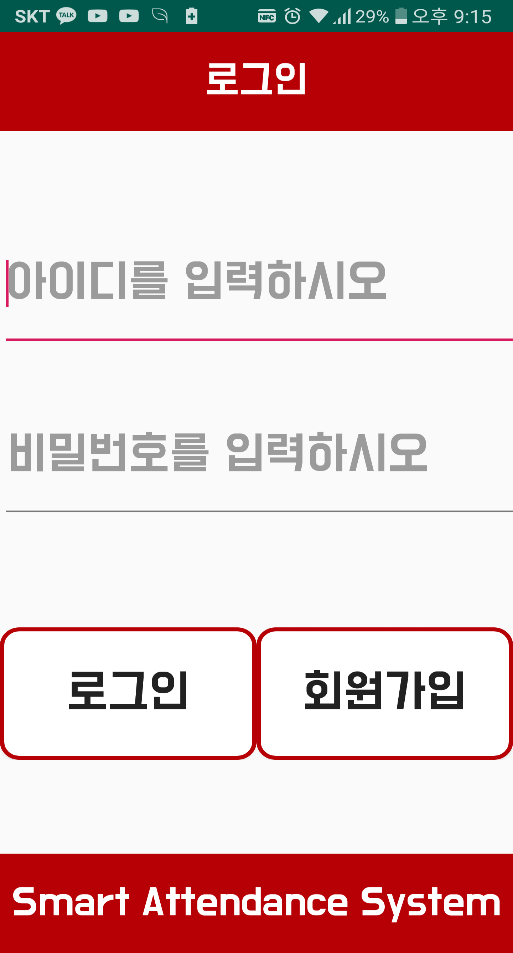 SKT TALK NFC 29% 오후 9:15
로그인
아이디를 입력하시오
비밀번호를 입력하시오
로그인 회원가입
Smart Attendance System